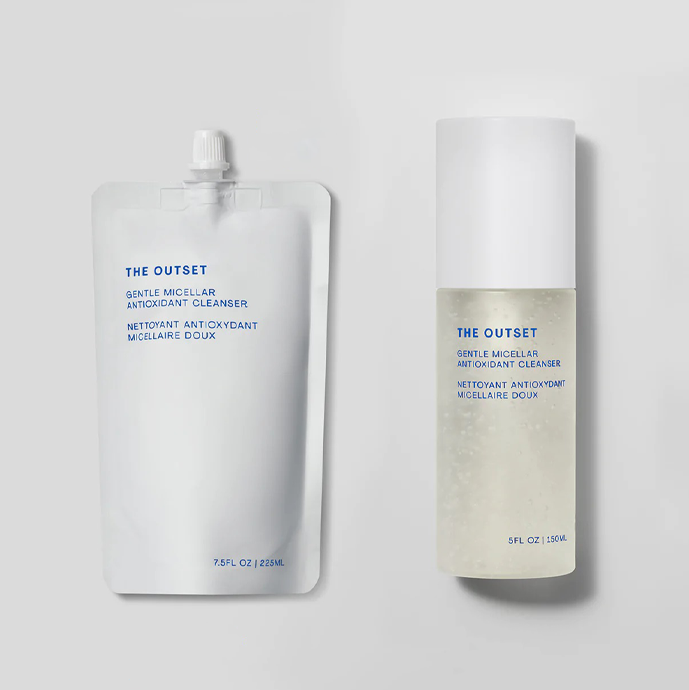 THE OUTSET
GENTLE MICELLAR
ANTIOXIDANT CLEANSER
NETTOYANT ANTIOXYDANT
MICELLAIRE DOUX
7.5FL OZ | 225ML
THE OUTSET
GENTLE MICELLAR
ANTIOXIDANT CLEANSER
NETTOYANT ANTIOXYDANT
MICELLAIRE DOUX
5FL OZ | 150ML